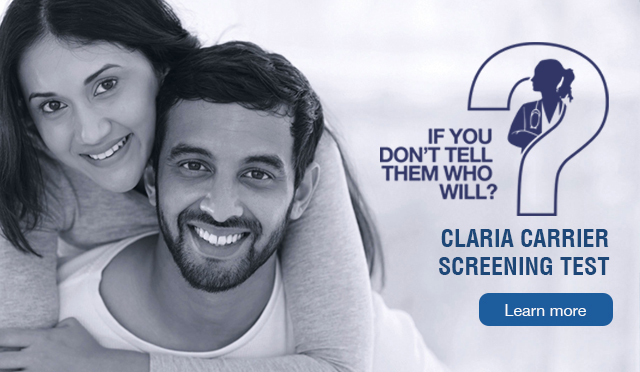 IF YOU
DON'T TELL
THEM WHO
WILL?
CLARIA CARRIER
SCREENING TEST
Learn more